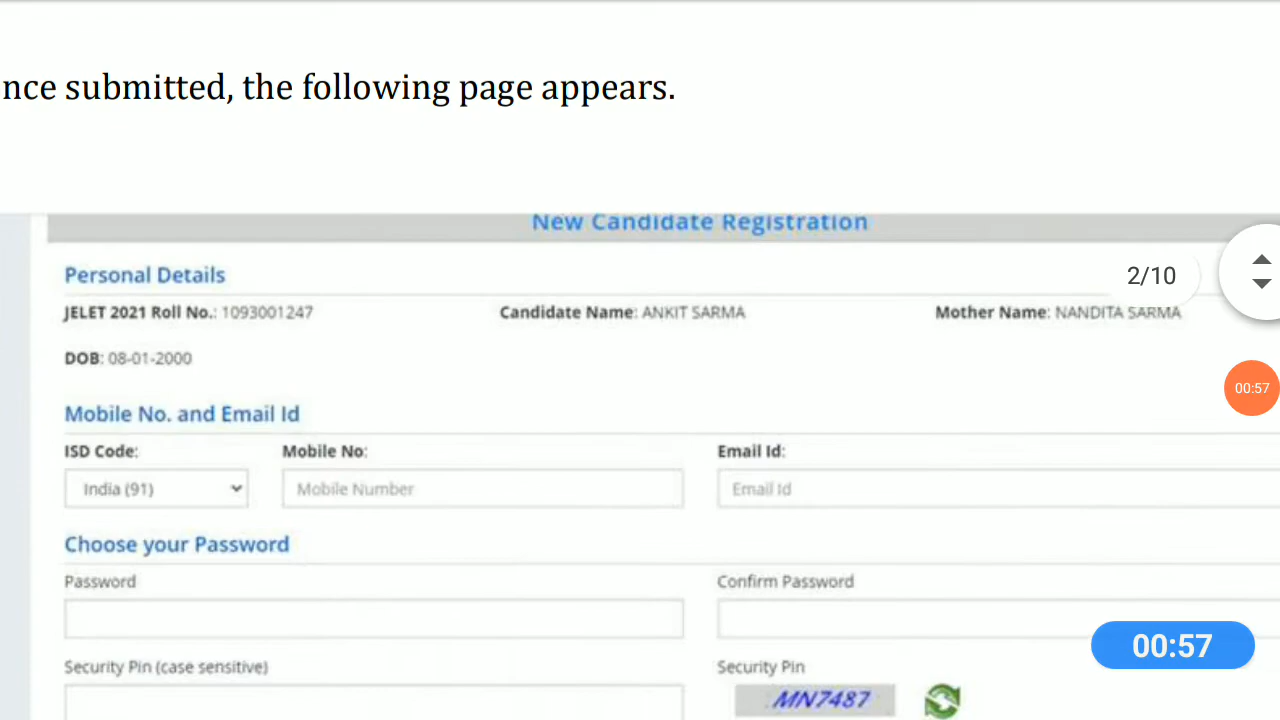 nce submitted, the following page appears.
New Candidate Registration
Personal Details
2/10
JELET 2021 Roll No.: 1093001247 Candidate Name: ANKIT SARMA Mother Name: NANDITA SARMA
DOB: 08-01-2000
00:57
Mobile No. and Email Id
ISD Code: Mobile No: Email Id:
India (91) Mobile Number Email Id
Choose your Password
Password Confirm Password
00:57
Security Pin (case sensitive) Security Pin
MN7487